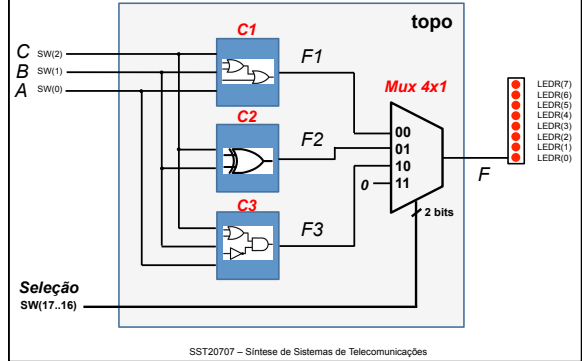 topo
C1
C SW(2)
B SW(1)
A SW(0)
F1
Mux 4x1
LEDR(7)
LEDR(6)
LEDR(5)
LEDR(4)
LEDR(3)
LEDR(2)
LEDR(1)
LEDR(0)
00
01
10
11
C2
F2
0
F
C3
F3
2 bits
Seleção
SW(17..16)
SST20707 – Síntese de Sistemas de Telecomunicações